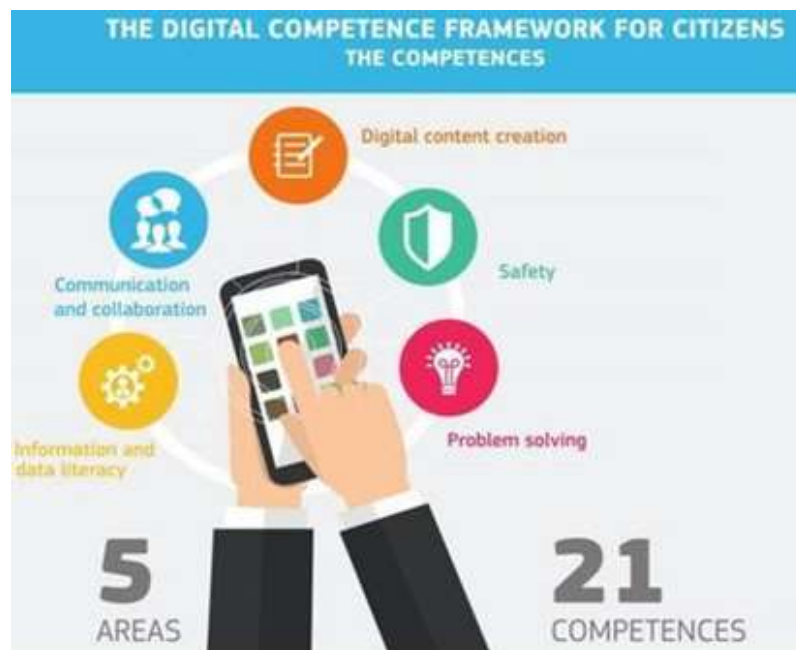 THE DIGITAL COMPETENCE FRAMEWORK FOR CITIZENS
THE COMPETENCES
Digital content creation
Communication
and collaboration
Safety
Information and
data literacy
Problem solving
5
AREAS
21
COMPETENCES